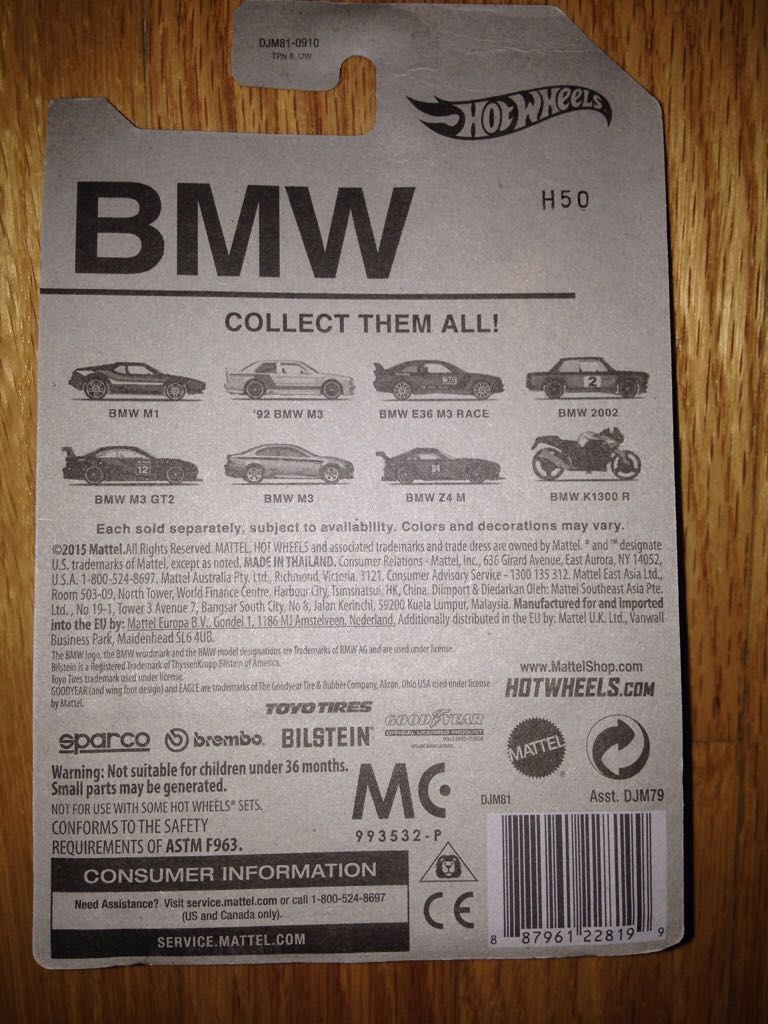 DJM81-0910
TPN 8, UW
HOT WHEELS
BMW
H50
COLLECT THEM ALL!
BMW M1
'92 BMW M3
BMW E36 M3 RACE
BMW 2002
2
12
BMW M3 GT2
BMW M3
BMW Z4 M
BMW K1300 R
Each sold separately, subject to availability. Colors and decorations may vary.
©2015 Mattel.All Rights Reserved. MATTEL, HOT WHEELS and associated trademarks and trade dress are owned by Mattel. ® and ™ designate
U.S. trademarks of Mattel, except as noted. MADE IN THAILAND. Consumer Relations - Mattel, Inc., 636 Girard Avenue, East Aurora, NY 14052,
U.S.A. 1-800-524-8697. Mattel Australia Pty. Ltd., Richmond, Victoria. 3121. Consumer Advisory Service - 1300 135 312. Mattel East Asia Ltd.,
Room 503-09, North Tower, World Finance Centre, Harbour City, Tsimshatsui, HK, China. Diimport & Diedarkan Oleh: Mattel Southeast Asia Pte.
Ltd. , No 19-1, Tower 3 Avenue 7, Bangsar South City, No 8, Jalan Kerinchi, 59200 Kuala Lumpur, Malaysia. Manufactured for and imported
into the EU by: Mattel Europa B.V., Gondel 1, 1186 MJ Amstelveen, Nederland. Additionally distributed in the EU by: Mattel U.K. Ltd., Vanwall
Business Park, Maidenhead SL6 4UB.
The BMW logo, the BMW wordmark and the BMW model designations are Trademarks of BMW AG and are used under license.
Bilstein is a Registered Trademark of ThyssenKrupp Bilstein of America.
Toyo Tires trademark used under license.
GOODYEAR (and wing foot design) and EAGLE are trademarks of The Goodyear Tire & Rubber Company, Akron, Ohio USA used under license
by Mattel.
www.MattelShop.com
HOTWHEELS.COM
TOYO TIRES
sparco
brembo.
BILSTEIN®
GOODYEAR
OFFICIAL LICENSED PRODUCT
MATTEL
®
Warning: Not suitable for children under 36 months.
Small parts may be generated.
NOT FOR USE WITH SOME HOT WHEELS® SETS.
CONFORMS TO THE SAFETY
REQUIREMENTS OF ASTM F963.
MC
993532-P
DJM81
Asst. DJM79
CONSUMER INFORMATION
Need Assistance? Visit service.mattel.com or call 1-800-524-8697
(US and Canada only).
SERVICE.MATTEL.COM
CE
8 87961 22819 9